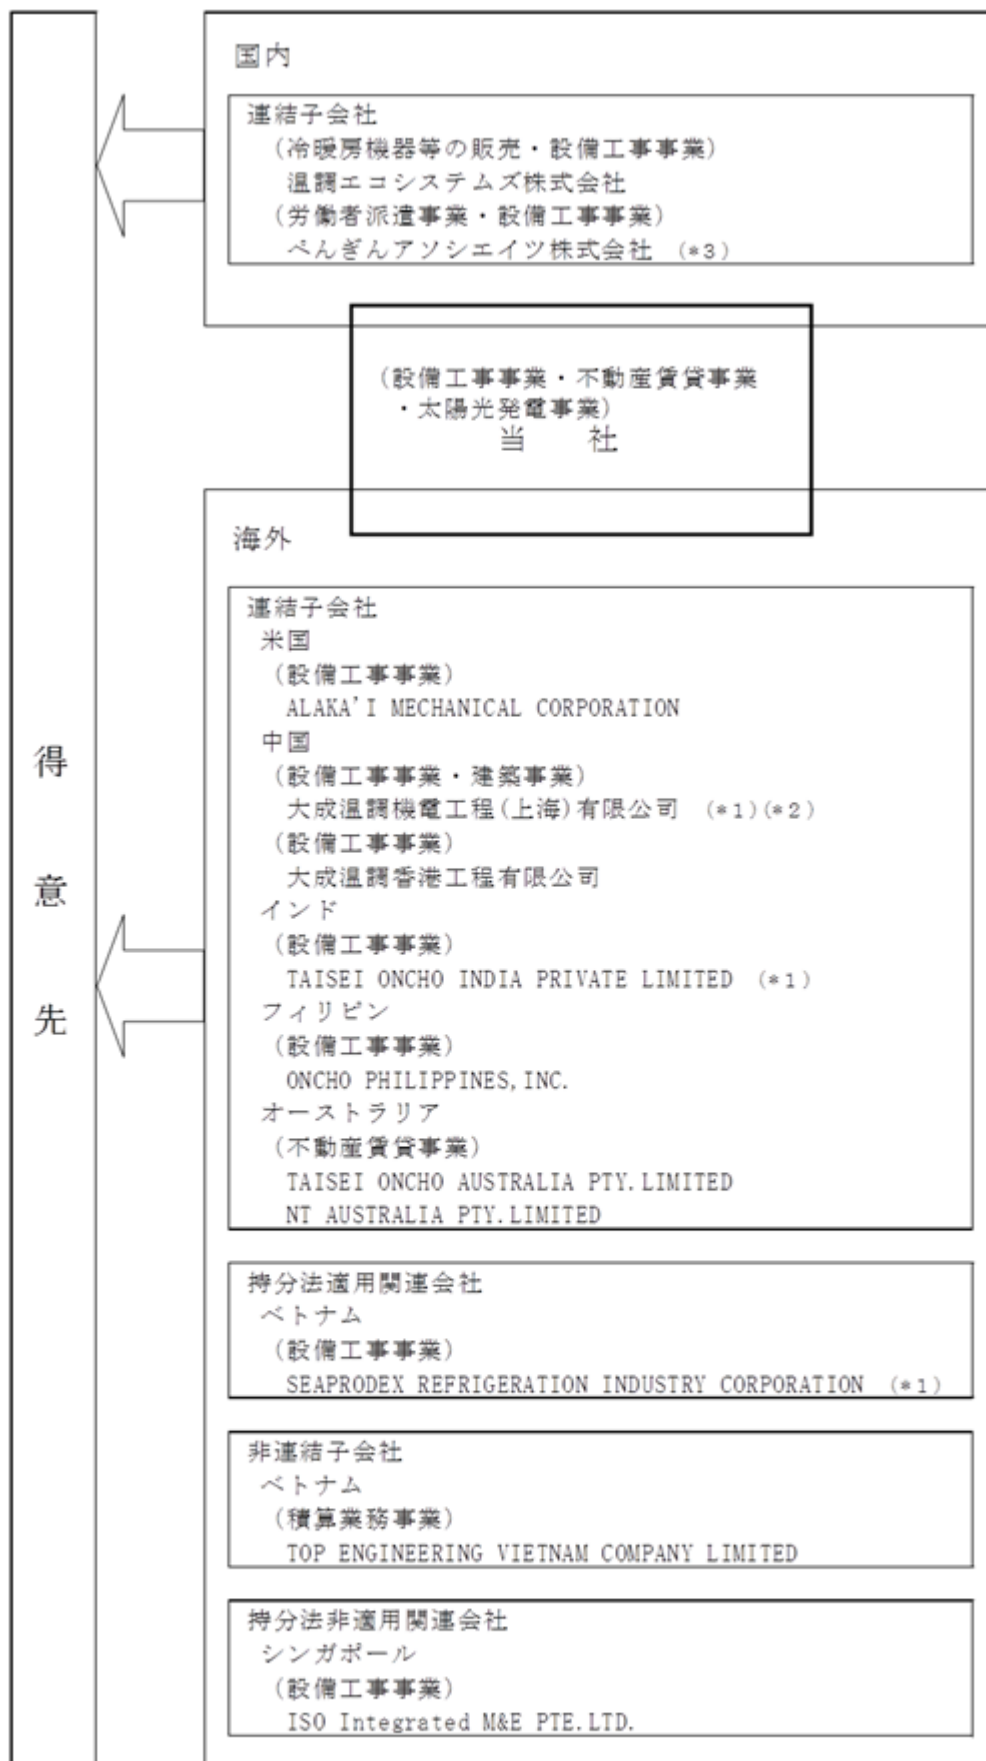 国内
連結子会社
(冷暖房機器等の販売・設備工事事業)
温調エコシステムズ株式会社
(労働者派遣事業・設備工事事業)
ぺんぎんアソシエイツ株式会社 (*3)
(設備工事事業・不動産賃貸事業
・太陽光発電事業)
当 社
海外
連結子会社
米国
(設備工事事業)
ALAKA'I MECHANICAL CORPORATION
中国
(設備工事事業・建築事業)
大成温調機電工程(上海)有限公司 (*1)(*2)
(設備工事事業)
大成温調香港工程有限公司
インド
(設備工事事業)
TAISEI ONCHO INDIA PRIVATE LIMITED (*1)
フィリピン
(設備工事事業)
ONCHO PHILIPPINES,INC.
オーストラリア
(不動産賃貸事業)
TAISEI ONCHO AUSTRALIA PTY.LIMITED
NT AUSTRALIA PTY.LIMITED
持分法適用関連会社
ベトナム
(設備工事事業)
SEAPRODEX REFRIGERATION INDUSTRY CORPORATION (*1)
非連結子会社
ベトナム
(積算業務事業)
TOP ENGINEERING VIETNAM COMPANY LIMITED
持分法非適用関連会社
シンガポール
(設備工事事業)
ISO Integrated M&E PTE.LTD.
得意先